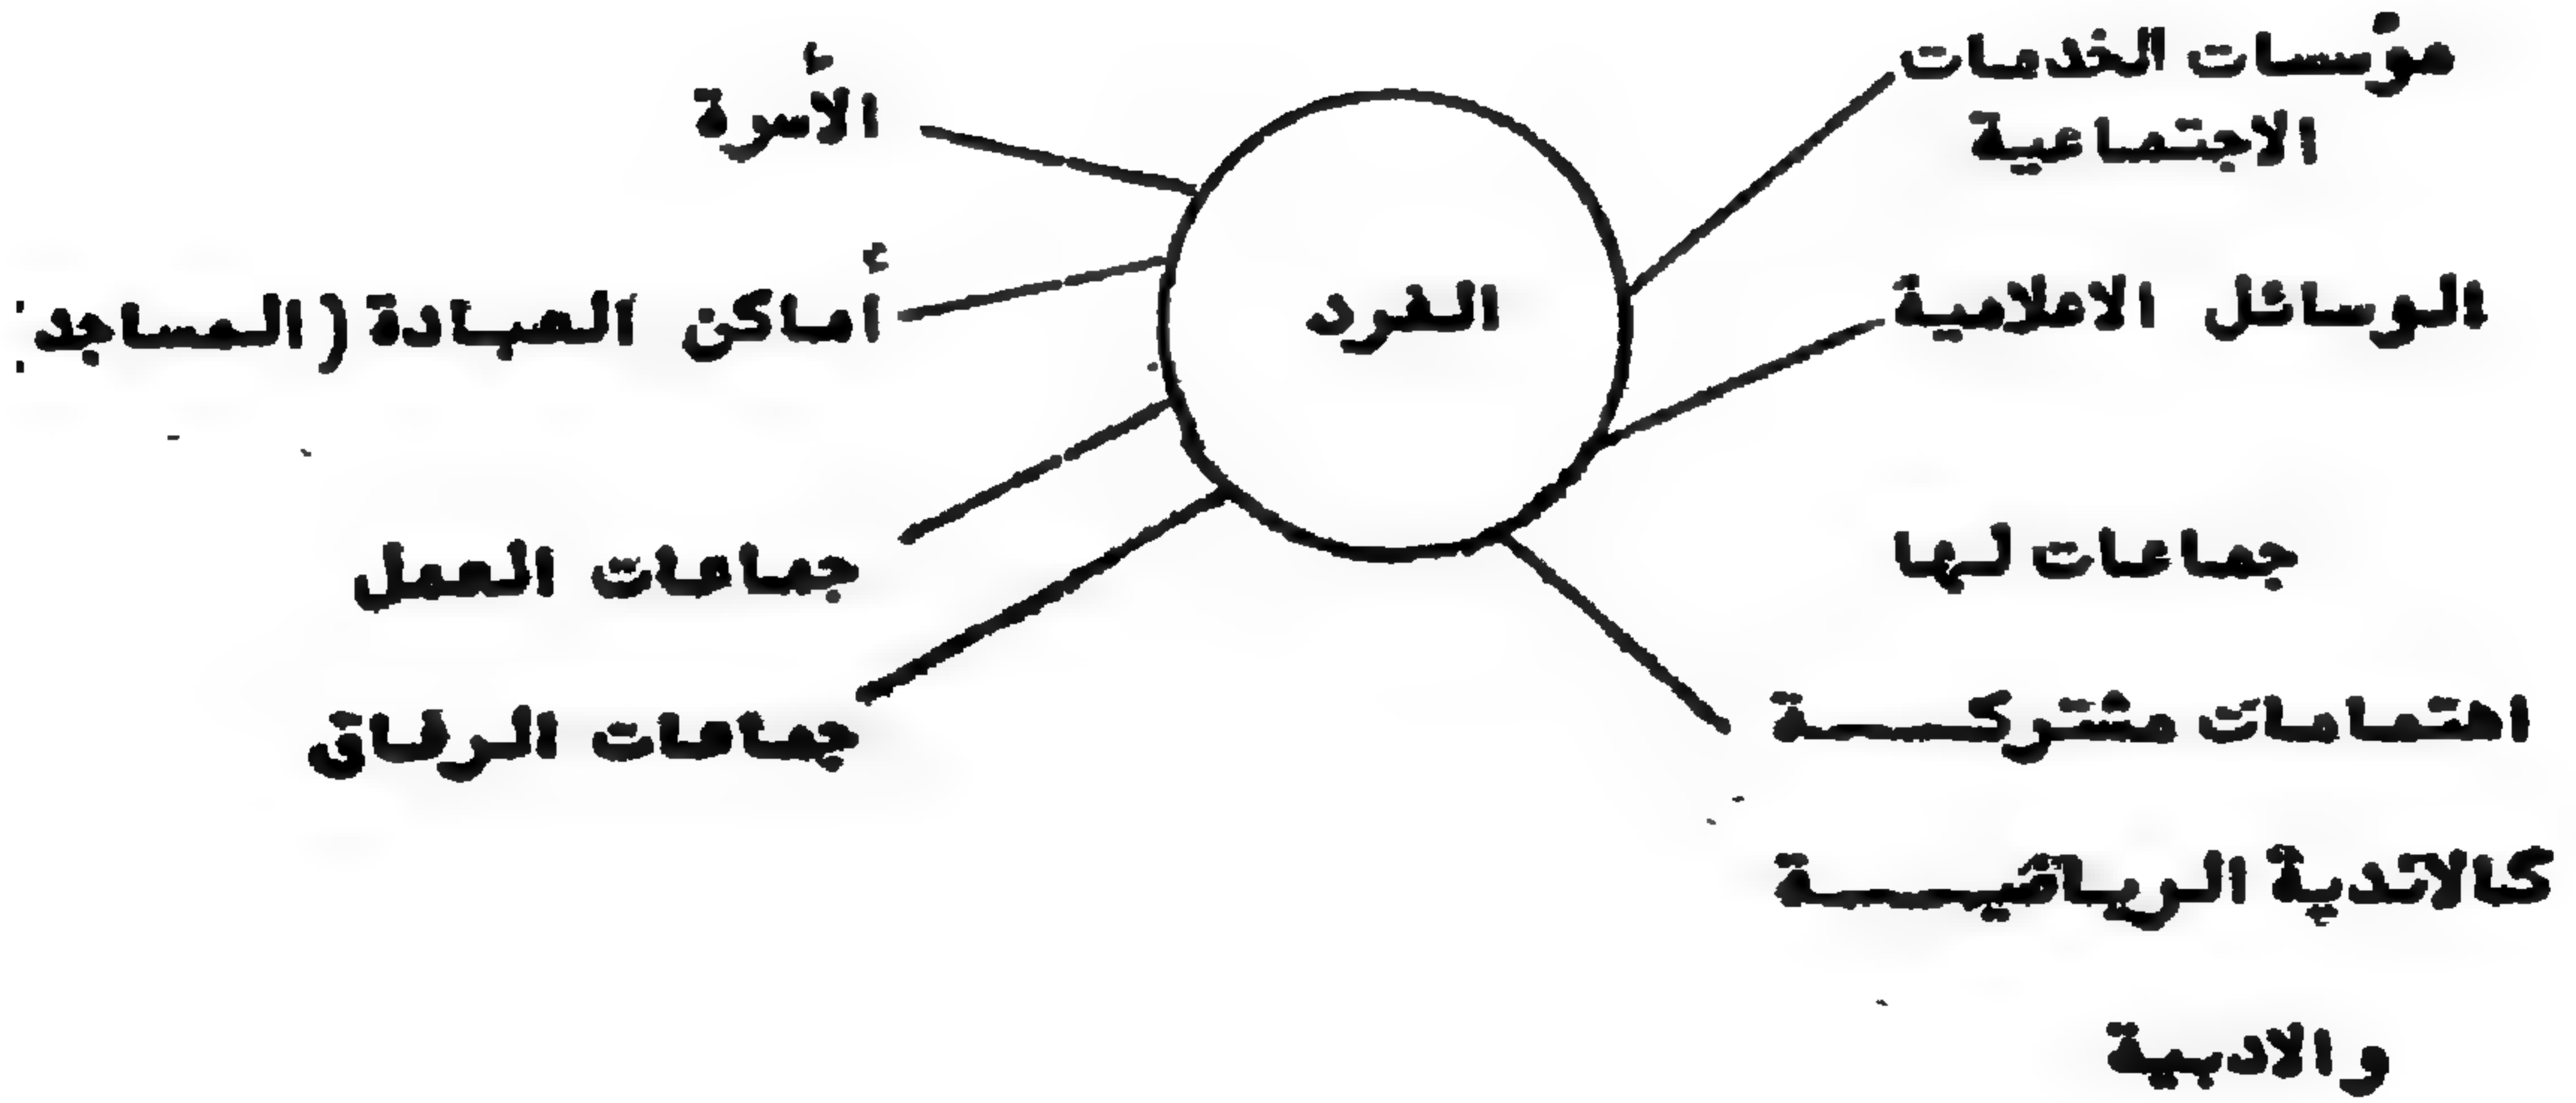 مؤسسات الخدمات
الاجتماعية
الوسائل الاعلامية
جماعات لها
اهتمامات مشتركة
كالاندية الرياضية
والادبية
الفرد
الأسرة
أماكن العبادة (المساجد)
جماعات العمل
جماعات الرفاق